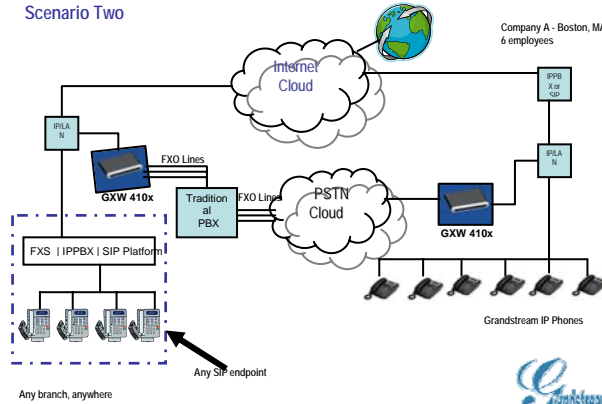 Scenario Two
Company A - Boston, MA
6 employees
Internet
Cloud
IPPB
X or
SIP
IP/LA
N
FXO Lines
IP/LA
N
GXW 410x
Tradition
al
PBX
FXO Lines
PSTN
Cloud
GXW 410x
FXS | IPPBX | SIP Platform
Grandstream IP Phones
Any SIP endpoint
Any branch, anywhere
Grandstream